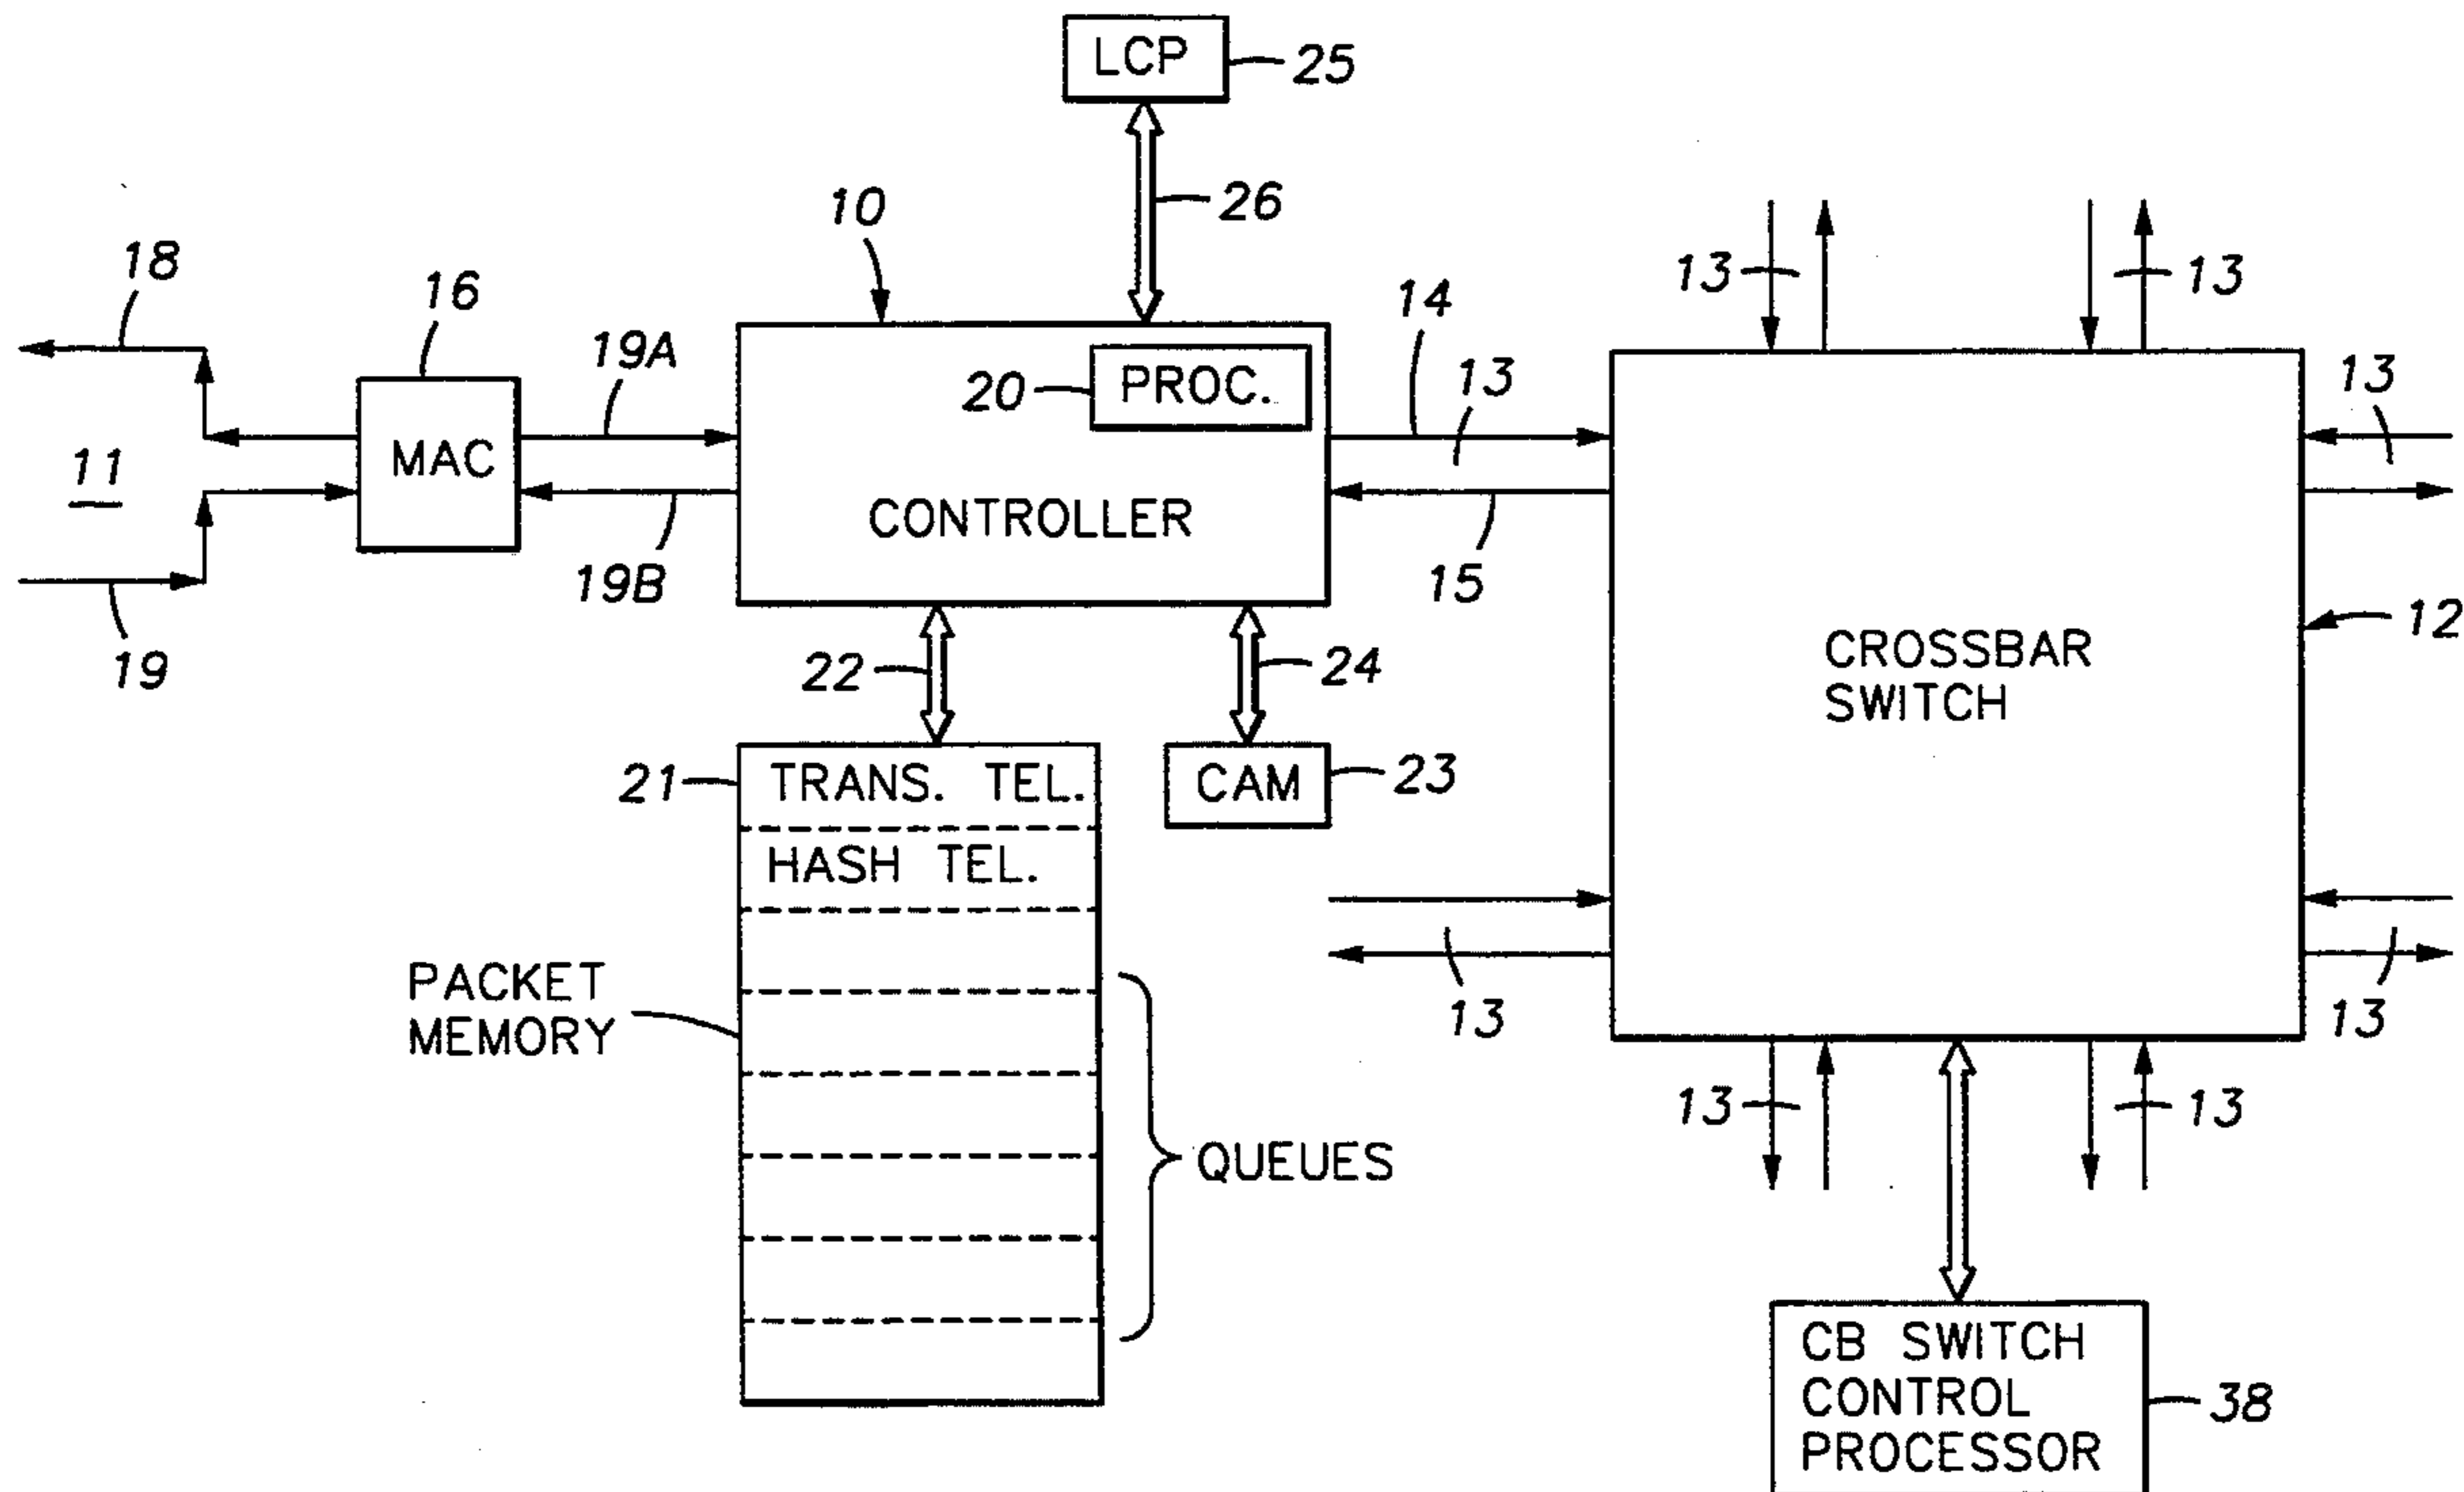 LCP
25
26
10
18
16
19A
14
13
13
13
13
20
PROC.
11
MAC
CONTROLLER
19B
15
19
12
CROSSBAR
SWITCH
22
24
21
TRANS. TEL.
CAM
23
HASH TEL.
PACKET
MEMORY
13
13
13
13
QUEUES
CB SWITCH
CONTROL
PROCESSOR
38